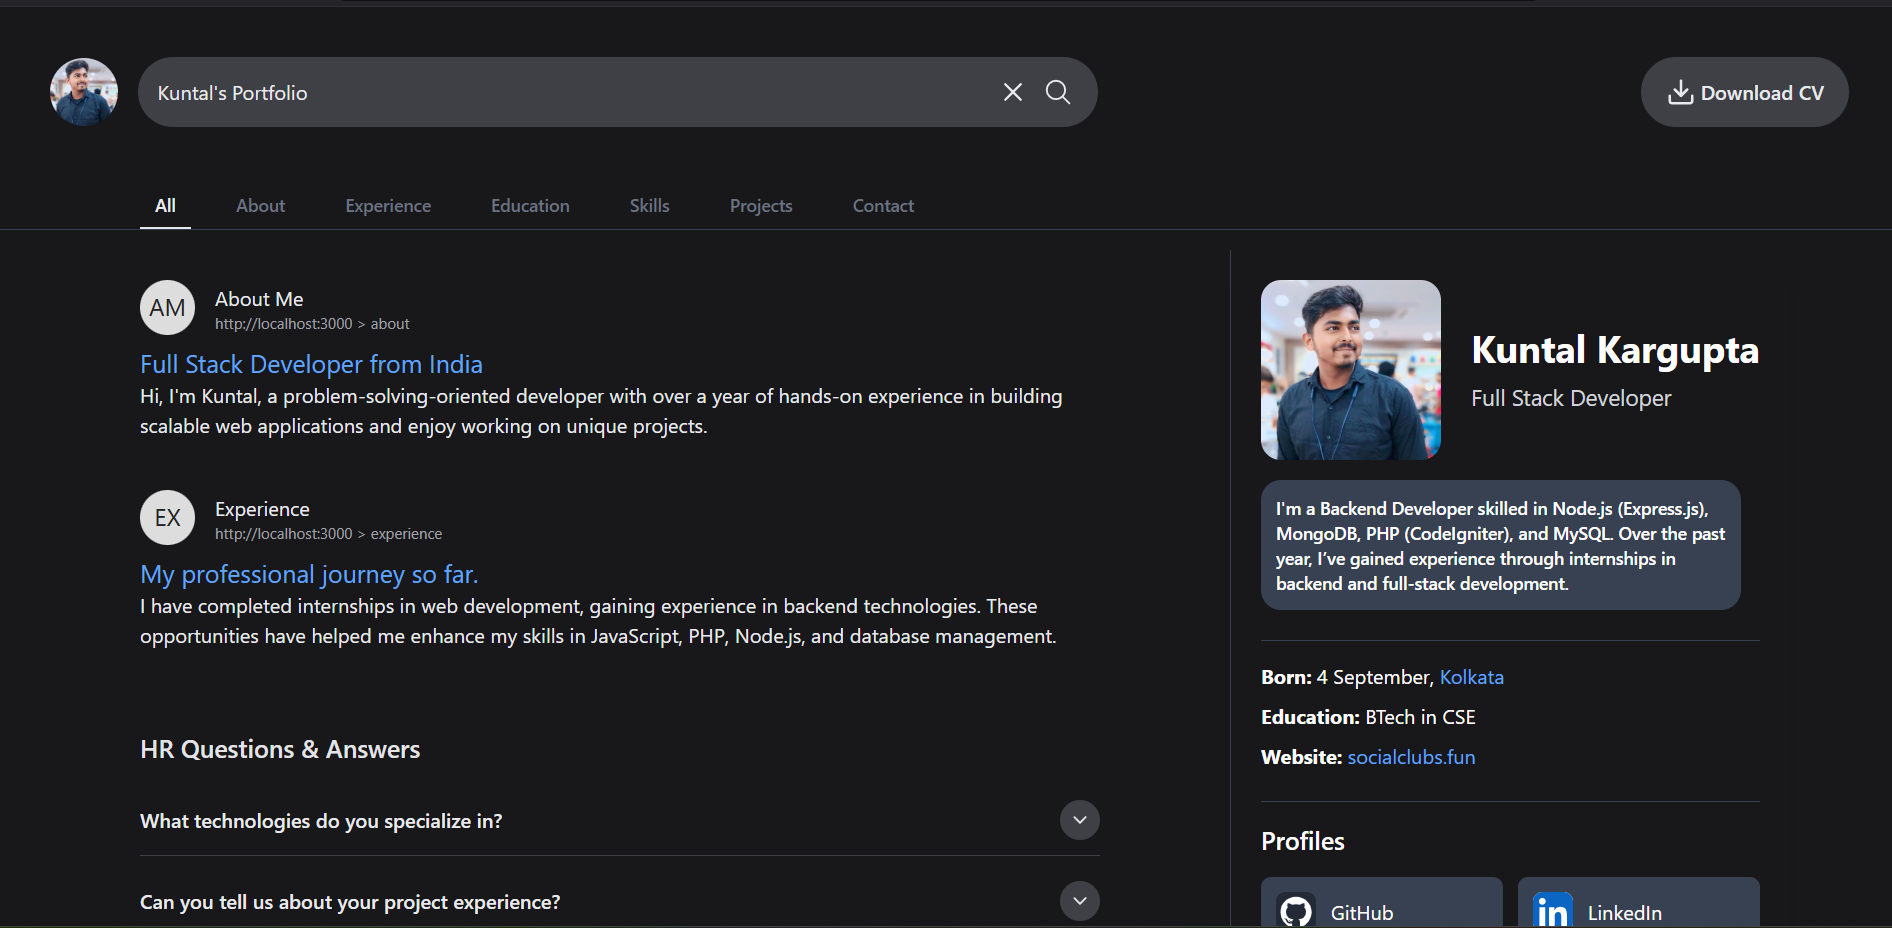 Kuntal's Portfolio
Download CV
All
About
Experience
Education
Skills
Projects
Contact
AM
About Me
http://localhost:3000 > about
Full Stack Developer from India
Hi, I'm Kuntal, a problem-solving-oriented developer with over a year of hands-on experience in building
scalable web applications and enjoy working on unique projects.
EX
Experience
http://localhost:3000 > experience
My professional journey so far.
I have completed internships in web development, gaining experience in backend technologies. These
opportunities have helped me enhance my skills in JavaScript, PHP, Node.js, and database management.
HR Questions & Answers
What technologies do you specialize in?
Can you tell us about your project experience?
Kuntal Kargupta
Full Stack Developer
I'm a Backend Developer skilled in Node.js (Express.js),
MongoDB, PHP (CodeIgniter), and MySQL. Over the past
year, I’ve gained experience through internships in
backend and full-stack development.
Born: 4 September, Kolkata
Education: BTech in CSE
Website: socialclubs.fun
Profiles
GitHub
in
LinkedIn